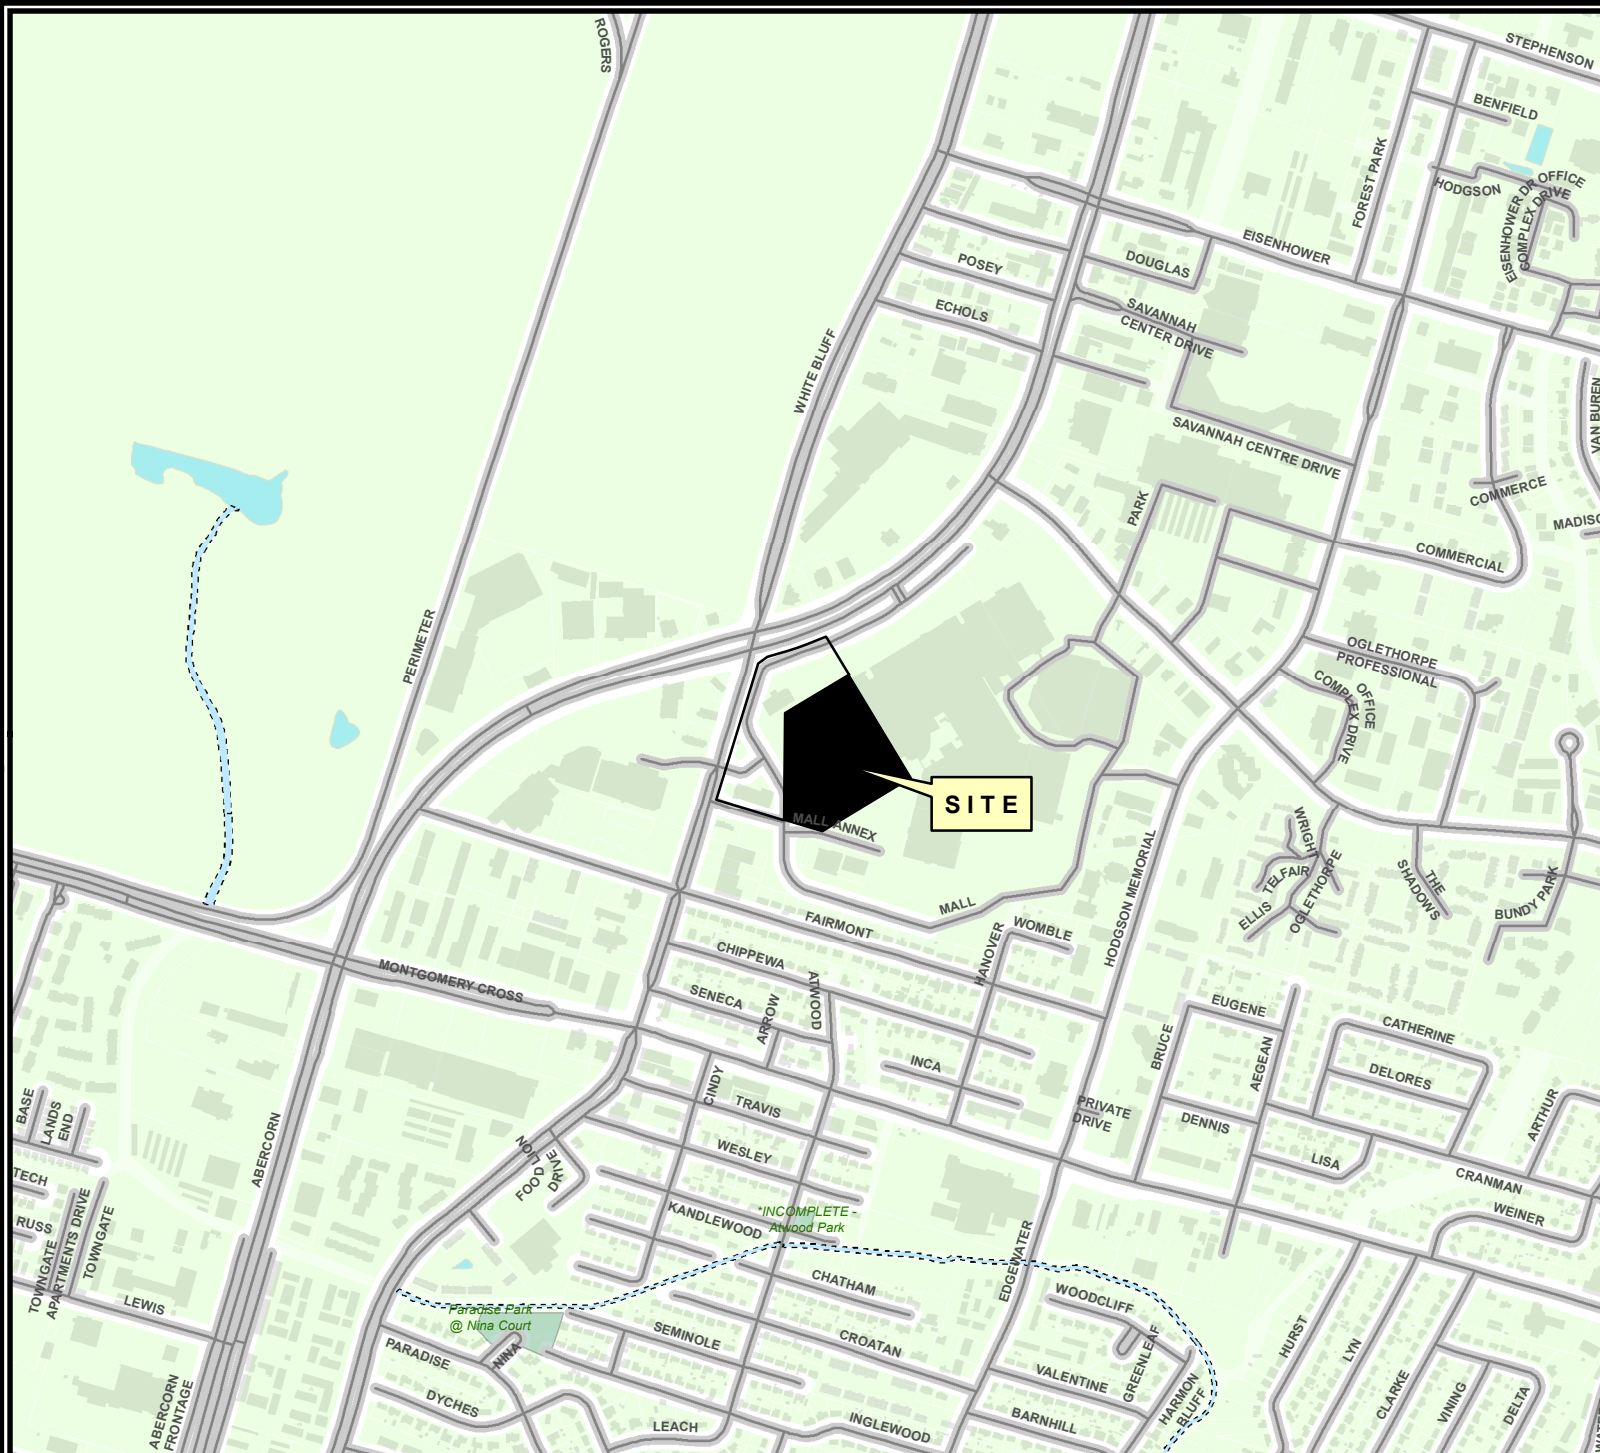 ROGERS
STEPHENSON
BENFIELD
FOREST PARK
HODGSON
EISENHOWER DR OFFICE
COMPLEX DRIVE
EISENHOWER
DOUGLAS
POSEY
ECHOLS
SAVANNAH
CENTER DRIVE
WHITE BLUFF
VAN BUREN
SAVANNAH CENTRE DRIVE
COMMERCE
PARK
MADISO
COMMERCIAL
PERIMETER
OGLETHORPE
PROFESSIONAL
OFFICE
COMPLEX DRIVE
SITE
MALL ANNEX
HODGSON MEMORIAL
WRIGHT
TELFAIR
ELLIS
OGLETHORPE
THE
SHADOWS
BUNDY PARK
MALL
FAIRMONT
WOMBLE
HANOVER
CHIPPEWA
ATWOOD
SENECA
ARROW
MONTGOMERY CROSS
EUGENE
CATHERINE
BRUCE
AEGEAN
DELORES
INCA
CINDY
TRAVIS
PRIVATE
DRIVE
DENNIS
ARTHUR
BASE
LANDS
END
ABERCORN
WESLEY
LISA
CRANMAN
FOOD LION
DRIVE
TECH
RUSS
TOWNGATE
APARTMENTS DRIVE
TOWNGATE
KANDLEWOOD
*INCOMPLETE -
Atwood Park
WEINER
EDGEWATER
CHATHAM
WOODCLIFF
LEWIS
Paradise Park
@ Nina Court
SEMINOLE
CROATAN
HURST
LYN
PARADISE
NINA
GREENLEAF
VALENTINE
HARMON
BLUFF
CLARKE
VINING
DELTA
DYCHES
ABERCORN
FRONTAGE
LEACH
INGLEWOOD
BARNHILL